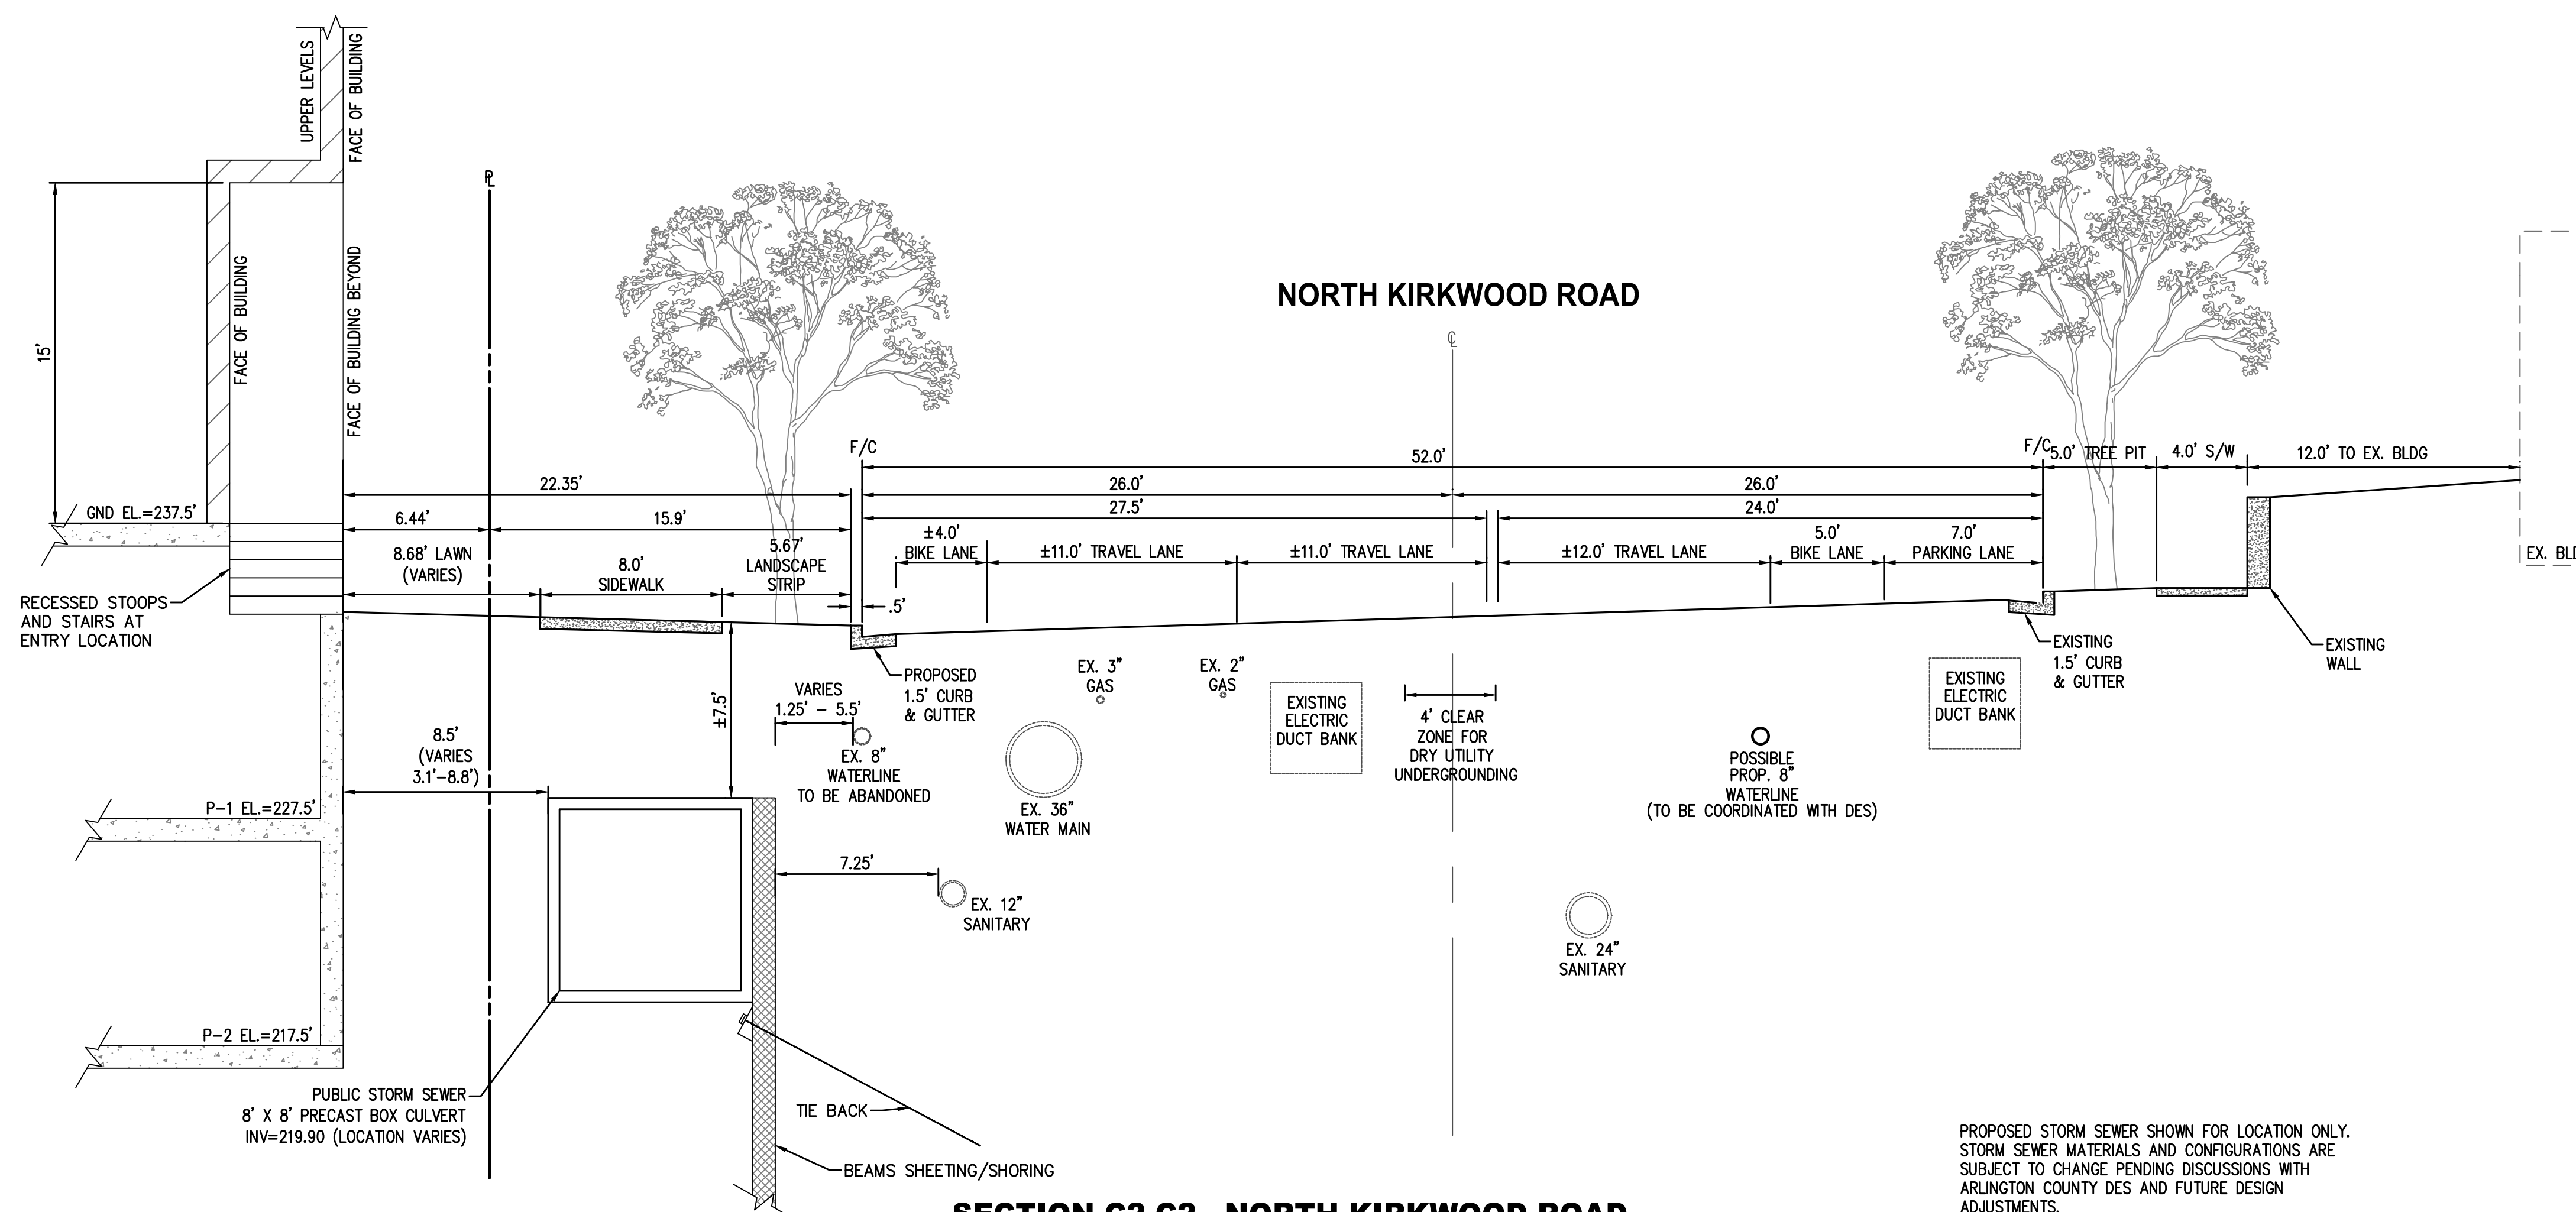 UPPER LEVELS
FACE OF BUILDING
FACE OF BUILDING
FACE OF BUILDING BEYOND
15'
GND EL.=237.5'
RECESSED STOOPS
AND STAIRS AT
ENTRY LOCATION
PL
NORTH KIRKWOOD ROAD
CL
F/C
F/C
52.0'
5.0' TREE PIT
4.0' S/W
12.0' TO EX. BLDG
22.35'
26.0'
26.0'
6.44'
15.9'
27.5'
24.0'
8.68' LAWN
(VARIES)
8.0'
SIDEWALK
5.67'
LANDSCAPE
STRIP
.5'
±4.0'
BIKE LANE
±11.0' TRAVEL LANE
±11.0' TRAVEL LANE
±12.0' TRAVEL LANE
5.0'
BIKE LANE
7.0'
PARKING LANE
PROPOSED
1.5' CURB
& GUTTER
EX. 3"
GAS
EX. 2"
GAS
EXISTING
ELECTRIC
DUCT BANK
4' CLEAR
ZONE FOR
DRY UTILITY
UNDERGROUNDING
POSSIBLE
PROP. 8"
WATERLINE
(TO BE COORDINATED WITH DES)
EXISTING
ELECTRIC
DUCT BANK
EXISTING
1.5' CURB
& GUTTER
EXISTING
WALL
±7.5'
VARIES
1.25' - 5.5'
EX. 8"
WATERLINE
TO BE ABANDONED
EX. 36"
WATER MAIN
8.5'
(VARIES
3.1'-8.8')
P-1 EL.=227.5'
7.25'
EX. 12"
SANITARY
EX. 24"
SANITARY
P-2 EL.=217.5'
PUBLIC STORM SEWER
8' X 8' PRECAST BOX CULVERT
INV=219.90 (LOCATION VARIES)
TIE BACK
BEAMS SHEETING/SHORING
PROPOSED STORM SEWER SHOWN FOR LOCATION ONLY.
STORM SEWER MATERIALS AND CONFIGURATIONS ARE
SUBJECT TO CHANGE PENDING DISCUSSIONS WITH
ARLINGTON COUNTY DES AND FUTURE DESIGN
ADJUSTMENTS.
EX.
NORTH KIRKWOOD ROAD